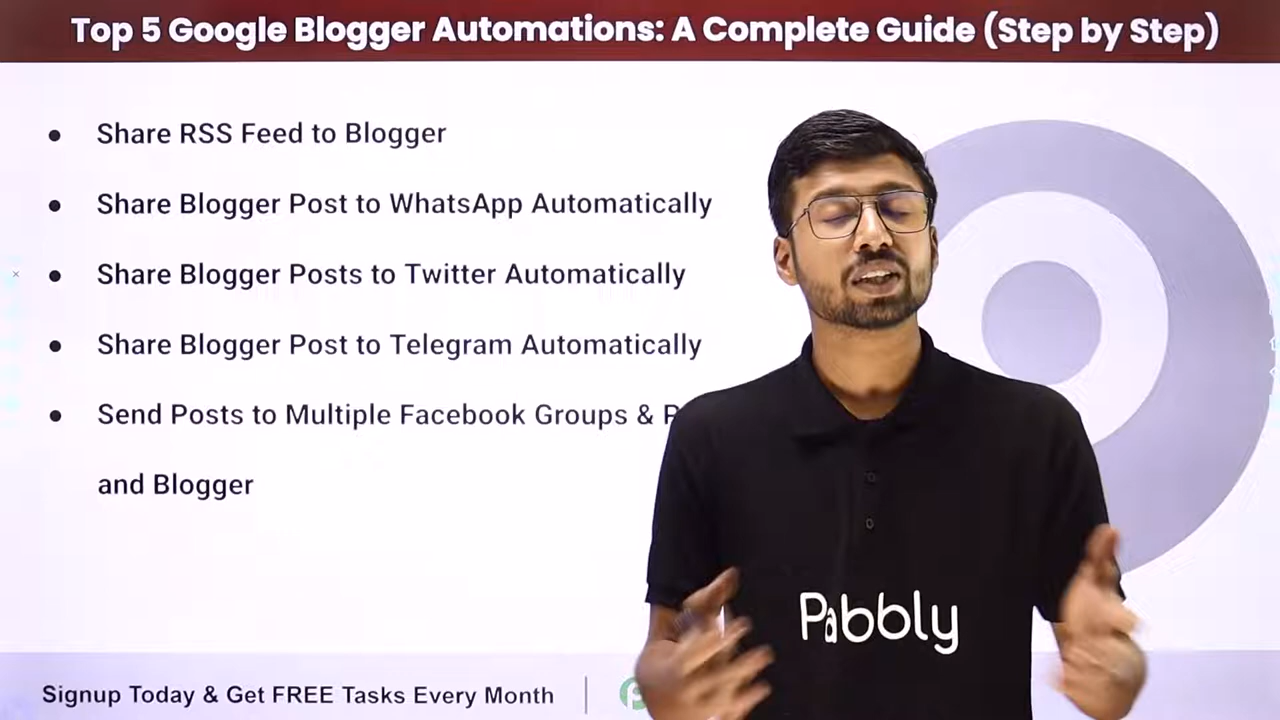 Top 5 Google Blogger Automations: A Complete Guide (Step by Step)
● Share RSS Feed to Blogger
● Share Blogger Post to WhatsApp Automatically
● Share Blogger Posts to Twitter Automatically
● Share Blogger Post to Telegram Automatically
● Send Posts to Multiple Facebook Groups &
and Blogger
Pabbly
Signup Today & Get FREE Tasks Every Month